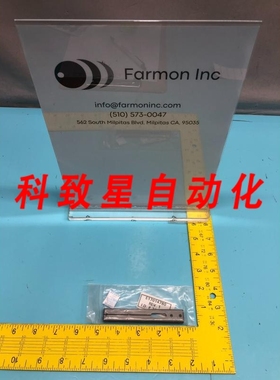 Farmon Inc
info@farmoninc.com
(510) 573-0047
362 South Milpitas Blvd. Milpitas CA. 95035
科致星自动化